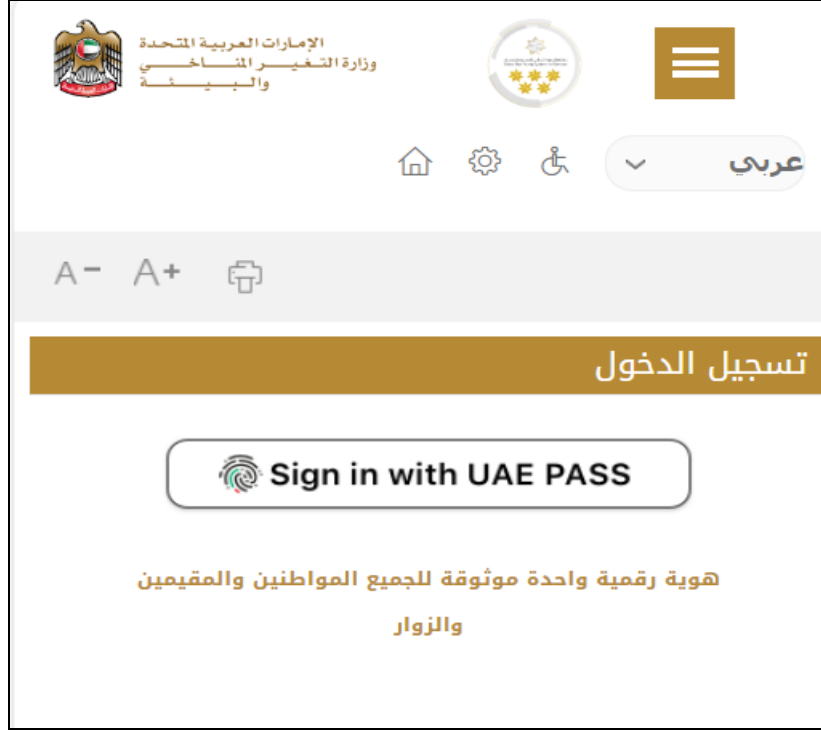 الإمارات العربية المتحدة
وزارة التغيير المناخي
والبيئة
عربي
A- A+
تسجيل الدخول
Sign in with UAE PASS
هوية رقمية واحدة موثوقة للجميع المواطنين والمقيمين
والزوار